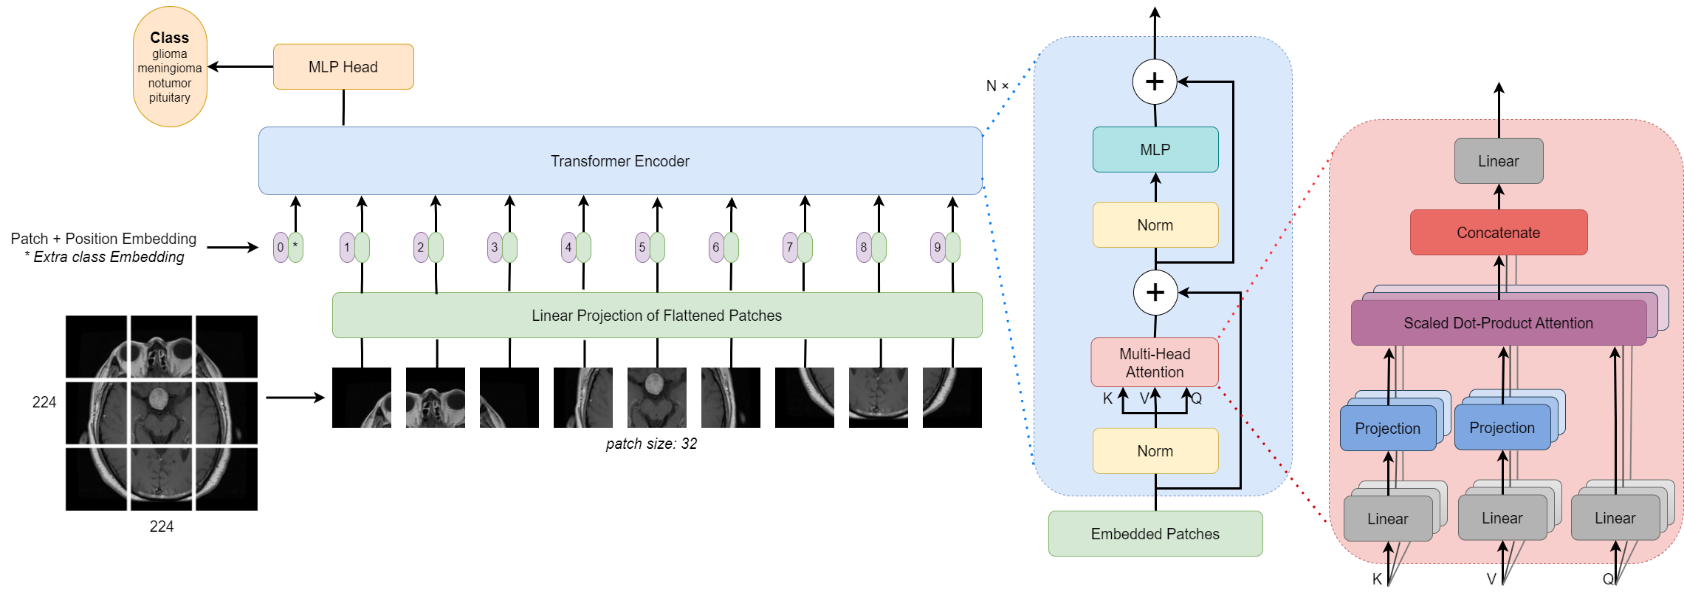 Class
glioma
meningioma
notumor
pituitary
MLP Head
Transformer Encoder
Patch + Position Embedding
* Extra class Embedding
0 *
1
2
3
4
5
6
7
8
9
Linear Projection of Flattened Patches
224
224
patch size: 32
N ×
+
MLP
Norm
+
Multi-Head
Attention
K
V
Q
Norm
Embedded Patches
Linear
Concatenate
Scaled Dot-Product Attention
Projection
Projection
Linear
Linear
Linear
K
V
Q